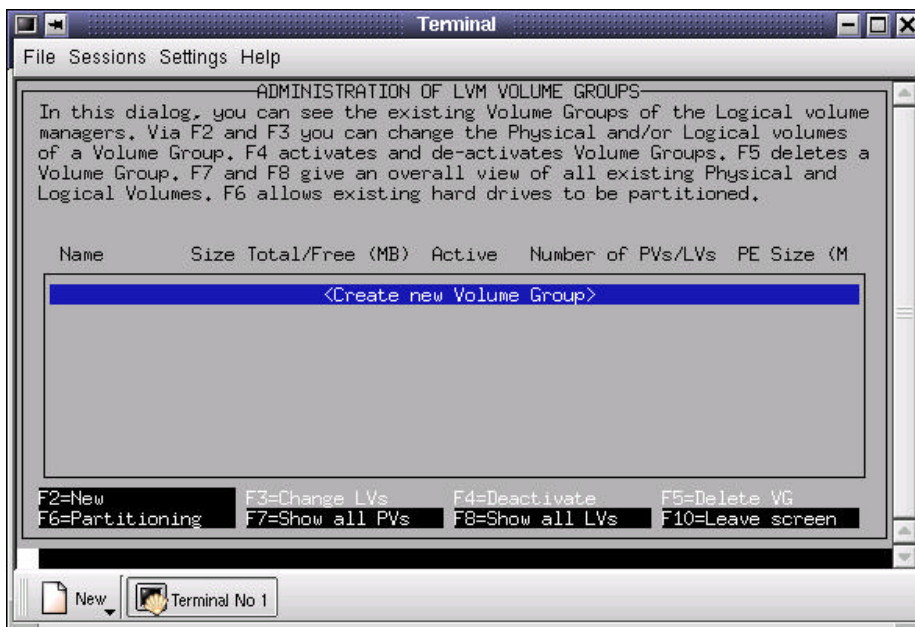 Terminal
File Sessions Settings Help
ADMINISTRATION OF LVM VOLUME GROUPS
In this dialog, you can see the existing Volume Groups of the Logical volume
managers. Via F2 and F3 you can change the Physical and/or Logical volumes
of a Volume Group. F4 activates and de-activates Volume Groups. F5 deletes a
Volume Group. F7 and F8 give an overall view of all existing Physical and
Logical Volumes. F6 allows existing hard drives to be partitioned.
Name Size Total/Free (MB) Active Number of PVs/LVs PE Size (M
<Create new Volume Group>
F2=New F3=Change LVs F4=Deactivate F5=Delete VG
F6=Partitioning F7=Show all PVs F8=Show all LVs F10=Leave screen
New Terminal No 1